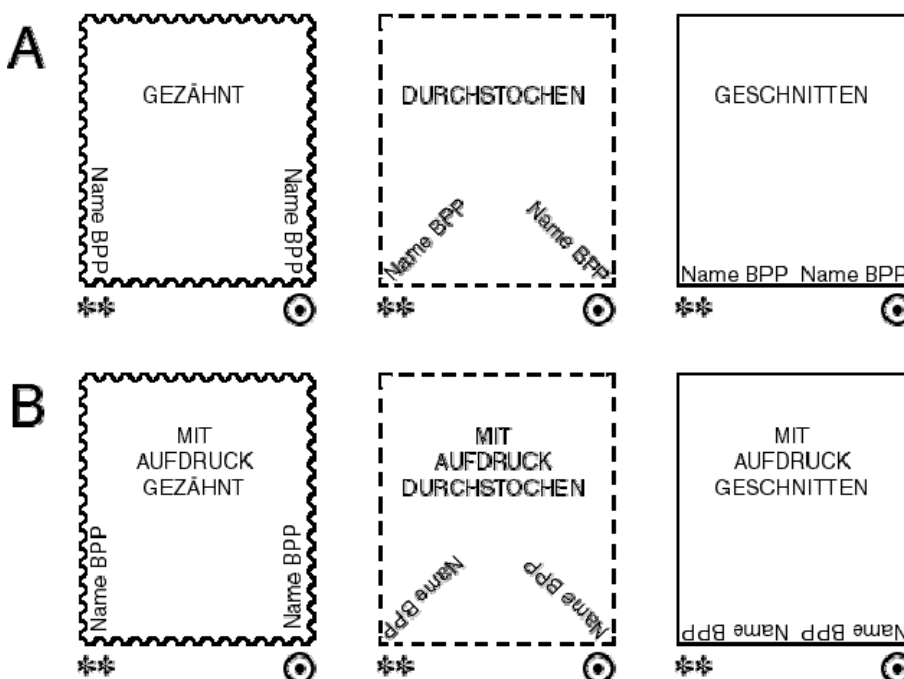 A
GEZÄHNT
Name BPP
Name BPP
**
DURCHSTOCHEN
Name BPP
Name BPP
**
GESCHNITTEN
Name BPP Name BPP
**
B
MIT
AUFDRUCK
GEZÄHNT
Name BPP
Name BPP
**
MIT
AUFDRUCK
DURCHSTOCHEN
Name BPP
Name BPP
**
MIT
AUFDRUCK
GESCHNITTEN
Name BPP Name BPP
**